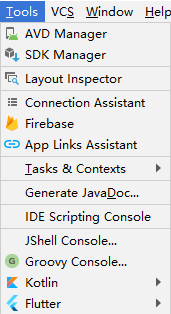 Tools VCS Window Help
AVD Manager
SDK Manager
Layout Inspector
Connection Assistant
Firebase
App Links Assistant
Tasks & Contexts
Generate JavaDoc...
IDE Scripting Console
JShell Console...
G Groovy Console...
Kotlin
Flutter